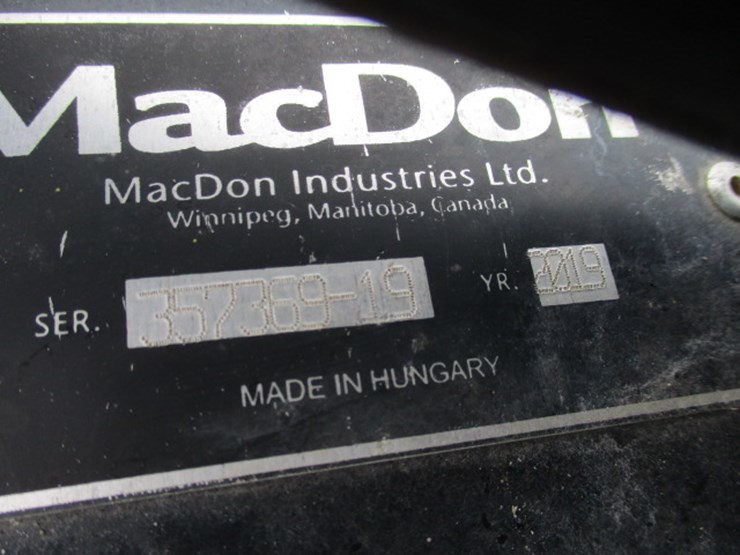 MacDon
MacDon Industries Ltd.
Winnipeg, Manitoba, Canada
SER. 357369-19 YR. 2019
MADE IN HUNGARY